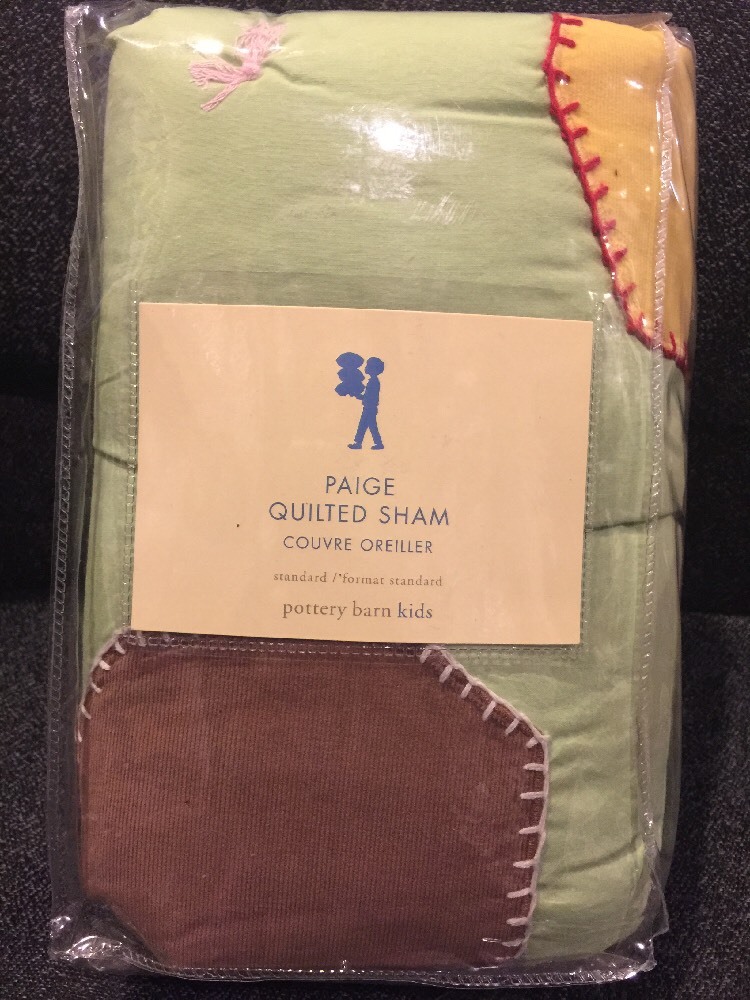 PAIGE
QUILTED SHAM
COUVRE OREILLER
standard / format standard
pottery barn kids